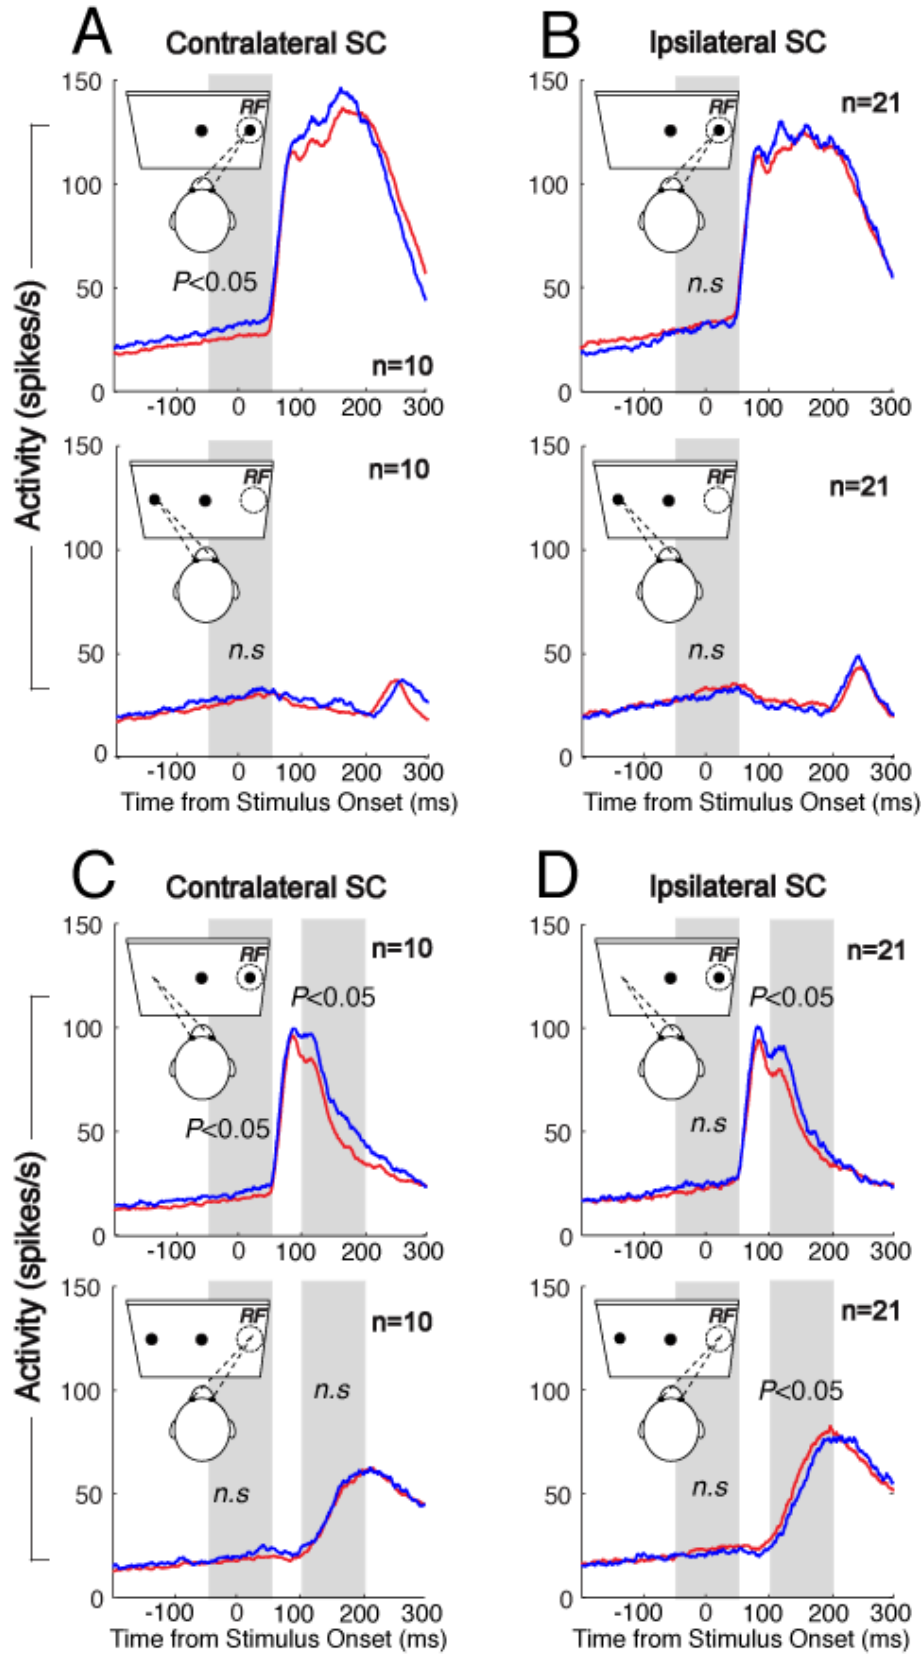 A
Contralateral SC
B
Ipsilateral SC
Activity (spikes/s)
150
100
50
0
RF
P<0.05
n=10
-100 0 100 200 300
150
100
50
0
RF
n.s
n=21
-100 0 100 200 300
150
100
50
0
RF
n=10
n.s
-100 0 100 200 300
Time from Stimulus Onset (ms)
150
100
50
0
RF
n=21
n.s
-100 0 100 200 300
Time from Stimulus Onset (ms)
C
Contralateral SC
D
Ipsilateral SC
Activity (spikes/s)
150
100
50
0
RF
n=10
P<0.05
P<0.05
-100 0 100 200 300
150
100
50
0
RF
n=21
P<0.05
n.s
-100 0 100 200 300
150
100
50
0
RF
n=10
n.s
n.s
-100 0 100 200 300
Time from Stimulus Onset (ms)
150
100
50
0
RF
n=21
P<0.05
n.s
-100 0 100 200 300
Time from Stimulus Onset (ms)